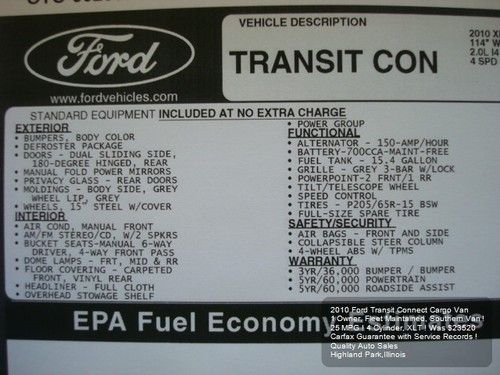 VEHICLE DESCRIPTION
Ford
TRANSIT CON
2010
114"
2.0L I4
4 SPD
www.fordvehicles.com
STANDARD EQUIPMENT INCLUDED AT NO EXTRA CHARGE
EXTERIOR
• BUMPERS, BODY COLOR
• DEFROSTER PACKAGE
• DOORS - DUAL SLIDING SIDE,
180-DEGREE HINGED, REAR
• MANUAL FOLD POWER MIRRORS
• PRIVACY GLASS - REAR DOORS
• MOLDINGS - BODY SIDE, GREY
WHEEL LIP, GREY
• WHEELS, 15" STEEL W/COVER
INTERIOR
• AIR COND, MANUAL FRONT
• AM/FM STEREO/CD, W/2 SPKRS
• BUCKET SEATS-MANUAL 6-WAY
DRIVER, 4-WAY FRONT PASS
• DOME LAMPS - FRT, MID & RR
• FLOOR COVERING - CARPETED
FRONT, VINYL REAR
• HEADLINER - FULL CLOTH
• OVERHEAD STOWAGE SHELF
• POWER GROUP
FUNCTIONAL
• ALTERNATOR - 150-AMP/HOUR
• BATTERY-700CCA-MAINT-FREE
• FUEL TANK - 15.4 GALLON
• GRILLE - GREY 3-BAR W/LOCK
• POWERPOINT-2 FRNT/1 RR
• TILT/TELESCOPE WHEEL
• SPEED CONTROL
• TIRES - P205/65R-15 BSW
• FULL-SIZE SPARE TIRE
SAFETY/SECURITY
• AIR BAGS - FRONT AND SIDE
• COLLAPSIBLE STEER COLUMN
• 4-WHEEL ABS W/ TPMS
WARRANTY
• 3YR/36,000 BUMPER / BUMPER
• 5YR/60,000 POWERTRAIN
• 5YR/60,000 ROADSIDE ASSIST
EPA Fuel Economy
2010 Ford Transit Connect Cargo Van
1 Owner, Fleet Maintained, Southern Van !
25 MPG ! 4 Cylinder, XLT ! Was $23520
Carfax Guarantee with Service Records !
Quality Auto Sales
Highland Park,Illinois